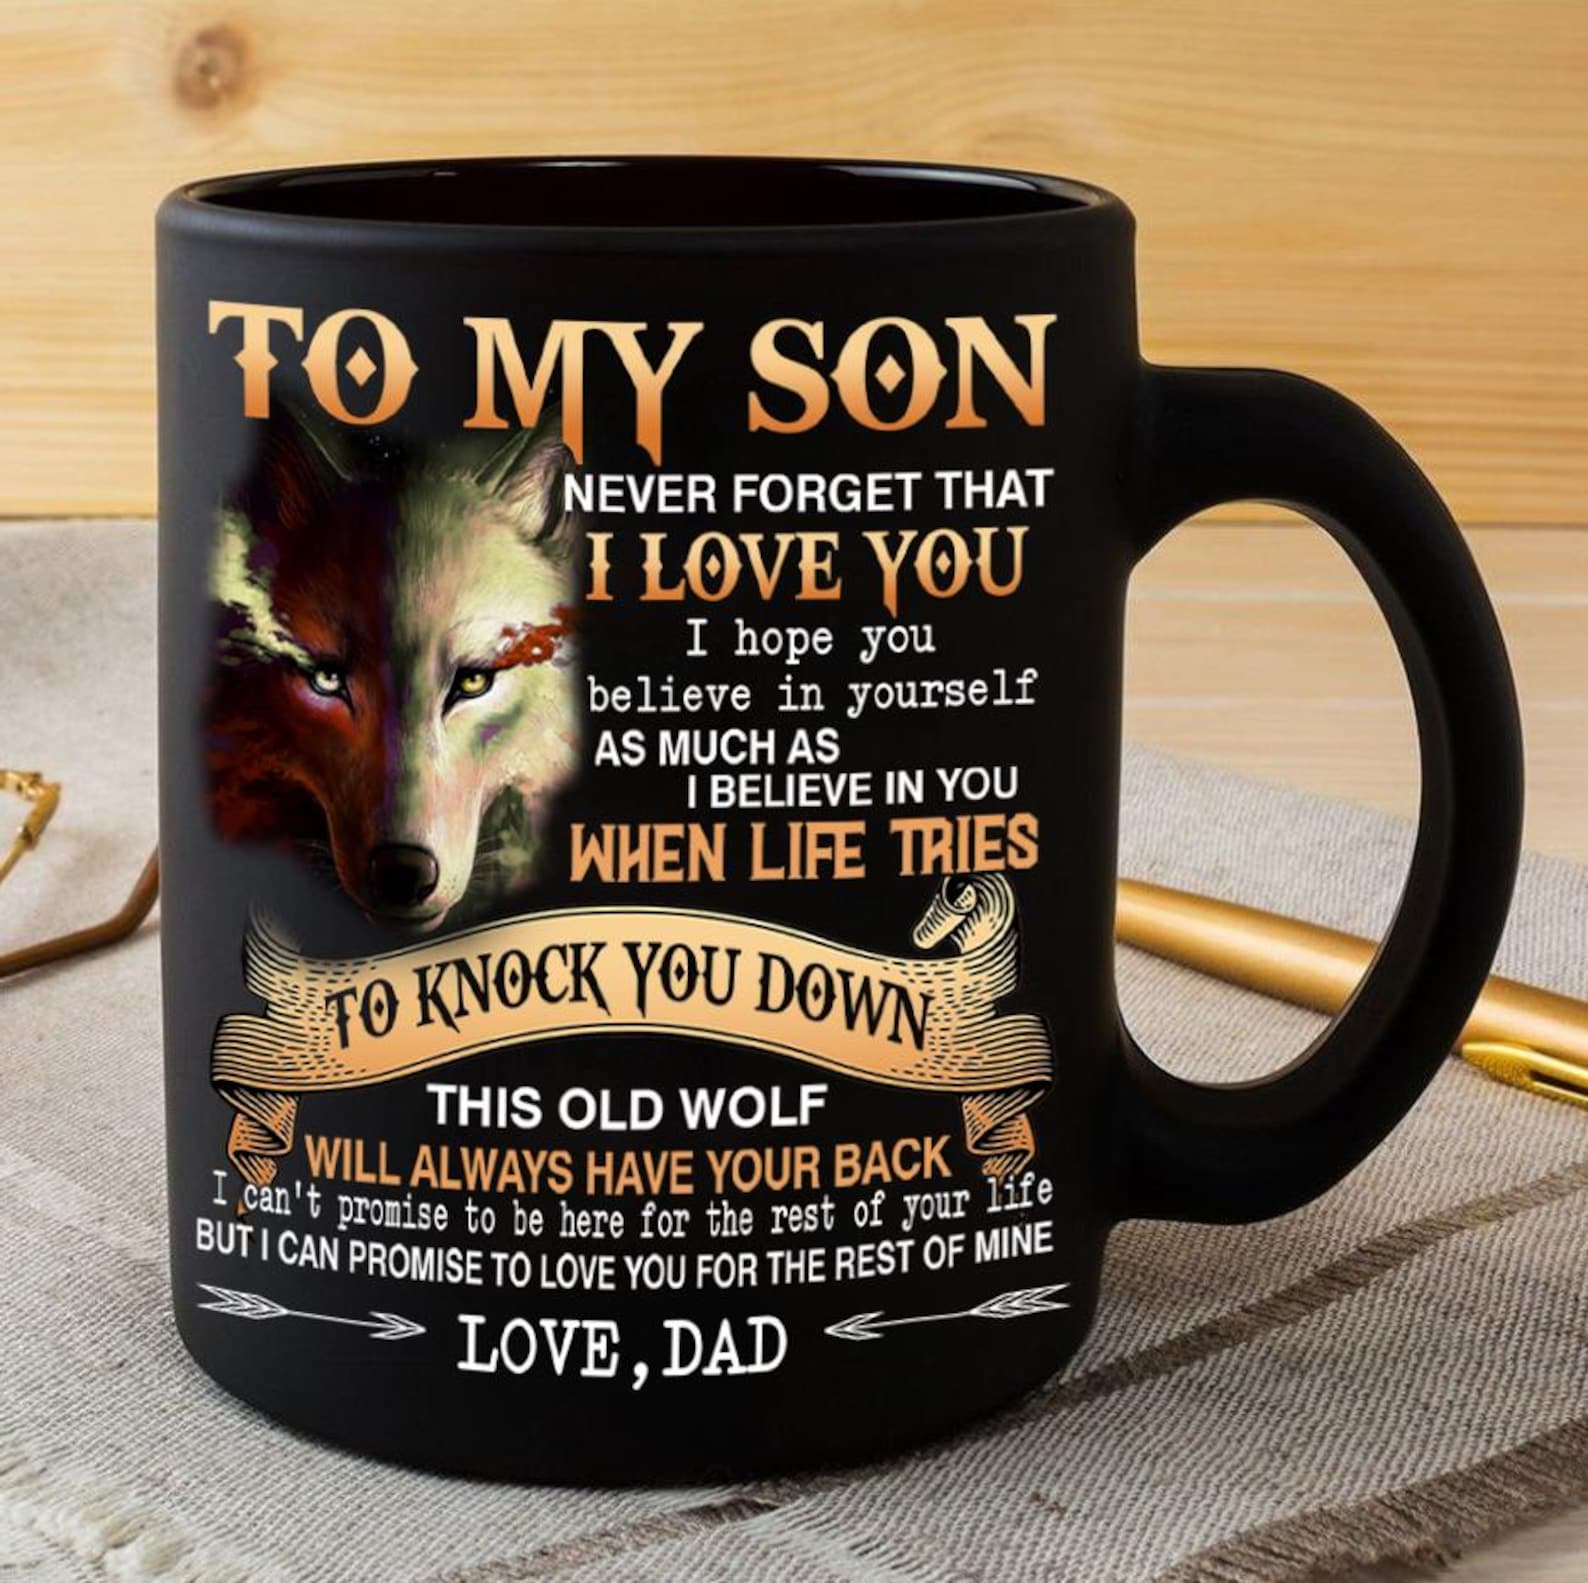 TO MY SON
NEVER FORGET THAT
I LOVE YOU
I hope you
believe in yourself
AS MUCH AS
I BELIEVE IN YOU
WHEN LIFE TRIES
TO KNOCK YOU DOWN
THIS OLD WOLF
WILL ALWAYS HAVE YOUR BACK
I can't promise to be here for the rest of your life
BUT I CAN PROMISE TO LOVE YOU FOR THE REST OF MINE
LOVE, DAD